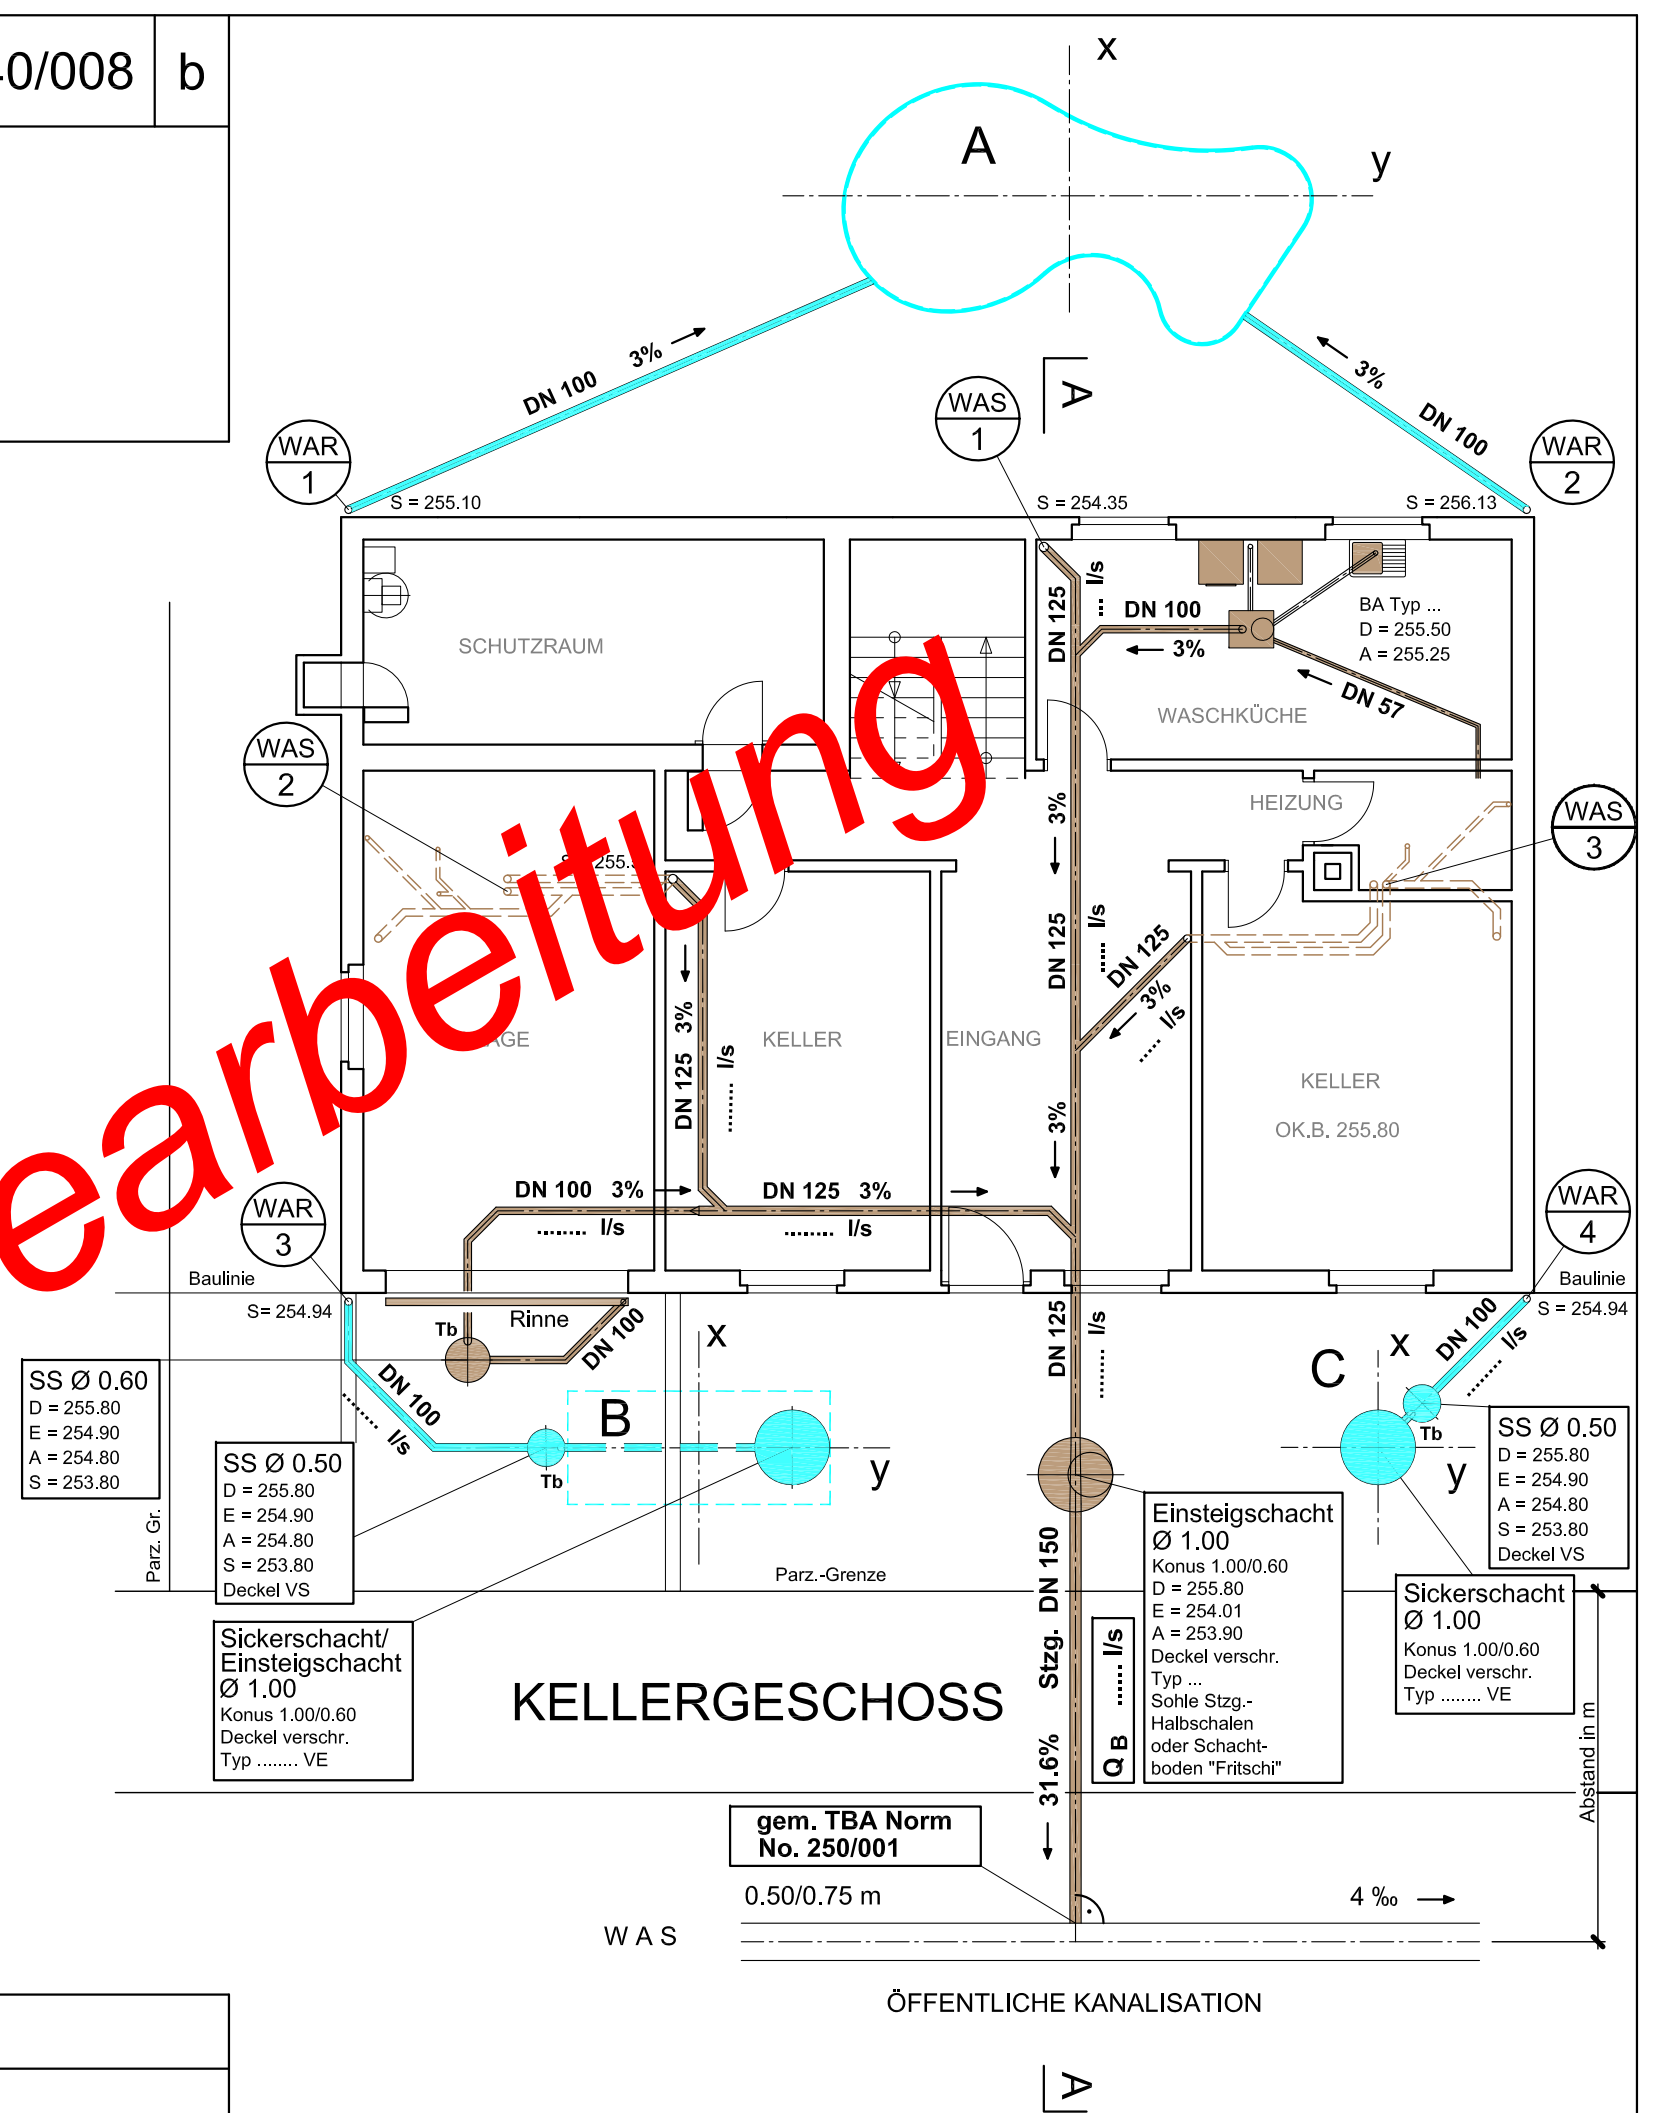 b
x
A
y
3%
DN 100
3%
DN 100
WAR
1
WAS
1
A
WAR
2
S = 255.10
S = 254.35
S = 256.13
SCHUTZRAUM
DN 125
l/s
DN 100
3%
BA Typ ...
D = 255.50
A = 255.25
DN 57
WASCHKÜCHE
WAS
2
3%
HEIZUNG
WAS
3
DN 125
l/s
DN 125
3%
l/s
3%
DN 125
l/s
KELLER
EINGANG
KELLER
OK.B. 255.80
3%
DN 100 3%
l/s
DN 125 3%
l/s
WAR
3
WAR
4
Baulinie
Baulinie
S= 254.94
S = 254.94
Rinne
Tb
DN 100
x
DN 125
l/s
C
x
DN 100
l/s
SS Ø 0.60
D = 255.80
E = 254.90
A = 254.80
S = 253.80
DN 100
l/s
B
Tb
y
Tb
y
SS Ø 0.50
D = 255.80
E = 254.90
A = 254.80
S = 253.80
Deckel VS
SS Ø 0.50
D = 255.80
E = 254.90
A = 254.80
S = 253.80
Deckel VS
Parz. Gr.
Parz.-Grenze
Einsteigschacht
Ø 1.00
Konus 1.00/0.60
D = 255.80
E = 254.01
A = 253.90
Deckel verschr.
Typ ...
Sohle Stzg.-
Halbschalen
oder Schacht-
boden "Fritschi"
Sickerschacht
Ø 1.00
Konus 1.00/0.60
Deckel verschr.
Typ ........ VE
Sickerschacht/
Einsteigschacht
Ø 1.00
Konus 1.00/0.60
Deckel verschr.
Typ ........ VE
KELLERGESCHOSS
31.6% Stzg. DN 150
Q B ....... l/s
Abstand in m
gem. TBA Norm
No. 250/001
0.50/0.75 m
4 ‰
W A S
ÖFFENTLICHE KANALISATION
A